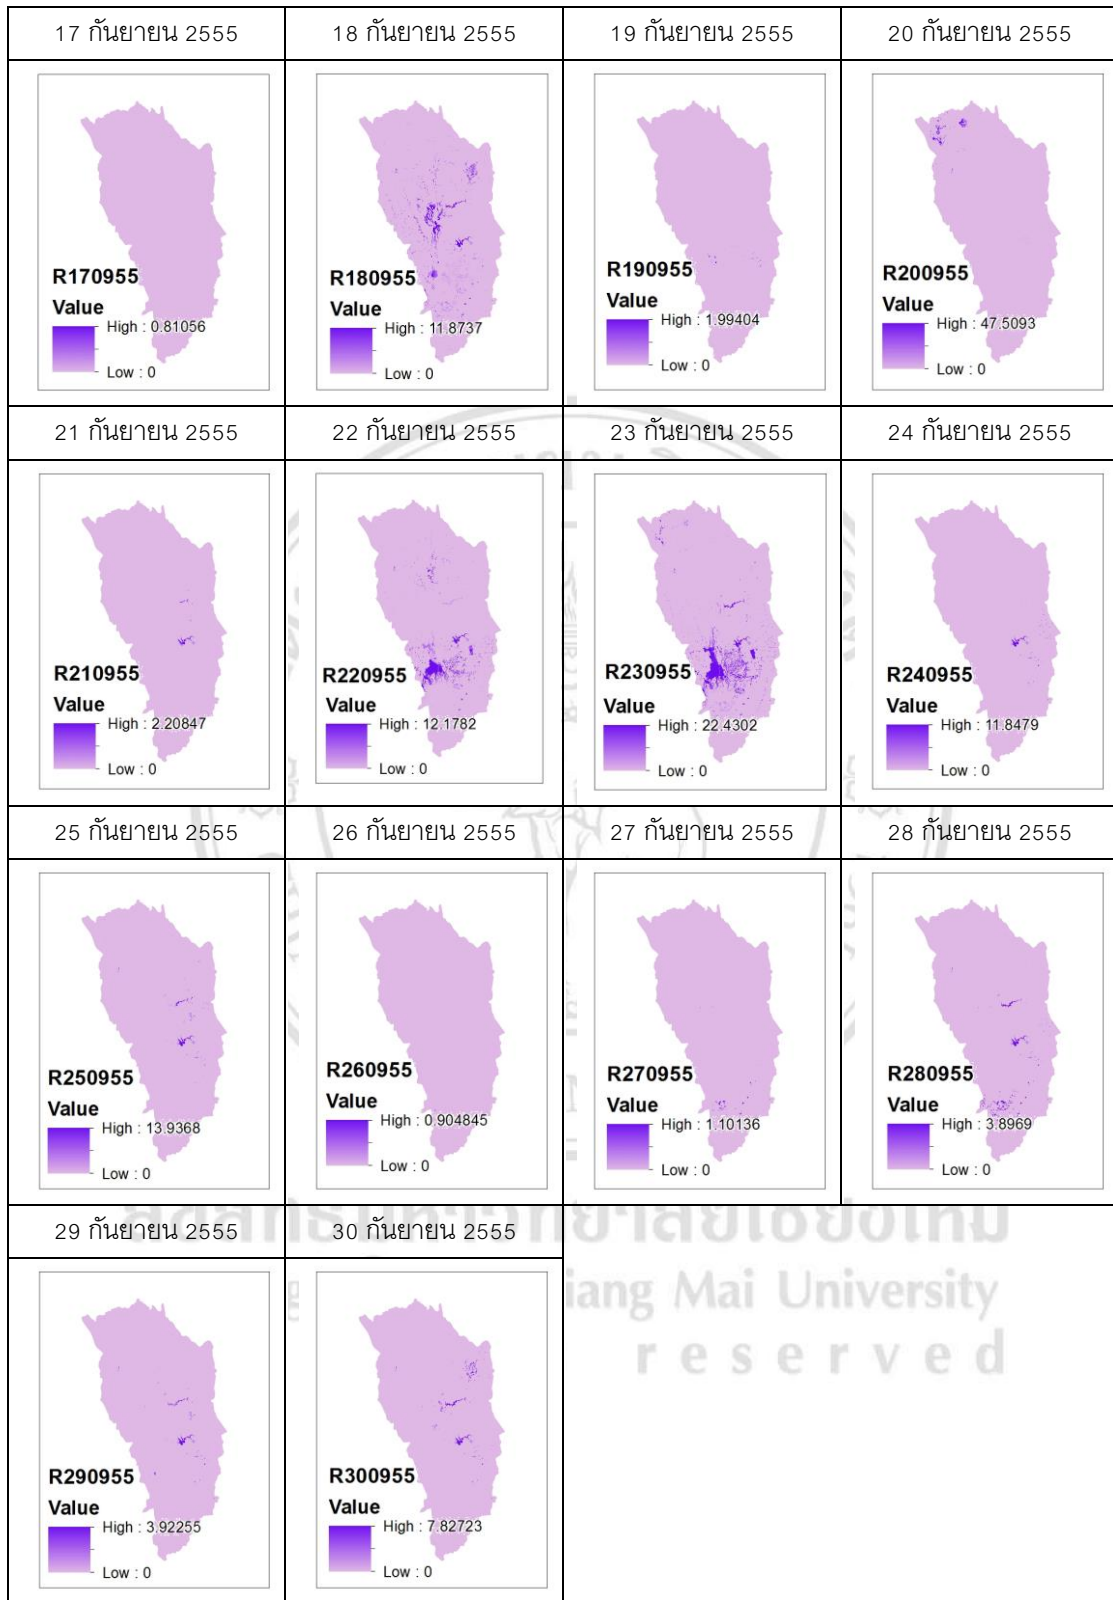 17 กันยายน 2555
18 กันยายน 2555
19 กันยายน 2555
20 กันยายน 2555
R170955
Value
High : 0.81056
Low : 0
R180955
Value
High : 11.8737
Low : 0
R190955
Value
High : 1.99404
Low : 0
R200955
Value
High : 47.5093
Low : 0
21 กันยายน 2555
22 กันยายน 2555
23 กันยายน 2555
24 กันยายน 2555
R210955
Value
High : 2.20847
Low : 0
R220955
Value
High : 12.1782
Low : 0
R230955
Value
High : 22.4302
Low : 0
R240955
Value
High : 11.8479
Low : 0
25 กันยายน 2555
26 กันยายน 2555
27 กันยายน 2555
28 กันยายน 2555
R250955
Value
High : 13.9368
Low : 0
R260955
Value
High : 0.904845
Low : 0
R270955
Value
High : 1.10136
Low : 0
R280955
Value
High : 3.8969
Low : 0
29 กันยายน 2555
30 กันยายน 2555
R290955
Value
High : 3.92255
Low : 0
R300955
Value
High : 7.82723
Low : 0
iang Mai University
reserved